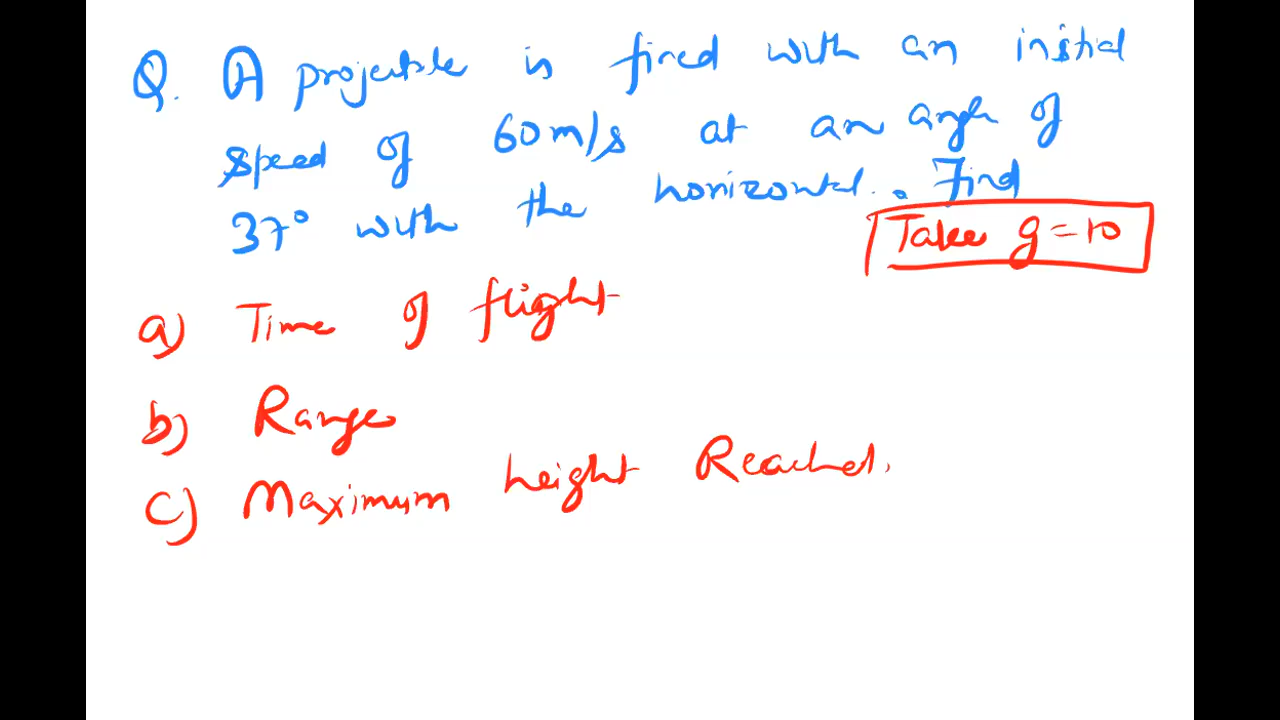 Q. A projectile is fired with an initial
speed of 60m/s at an angle of
37° with the horizontal. Find
Take g=10
a) Time of flight
b) Range
c) Maximum height Reached.